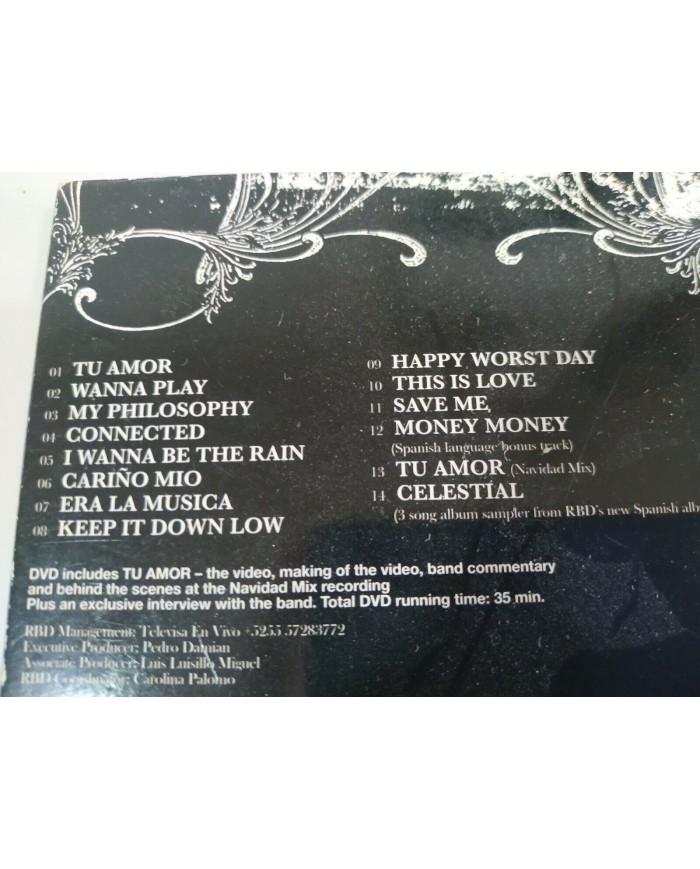 01 TU AMOR
02 WANNA PLAY
03 MY PHILOSOPHY
04 CONNECTED
05 I WANNA BE THE RAIN
06 CARIÑO MIO
07 ERA LA MUSICA
08 KEEP IT DOWN LOW
09 HAPPY WORST DAY
10 THIS IS LOVE
11 SAVE ME
12 MONEY MONEY
(Spanish language bonus track)
13 TU AMOR (Navidad Mix)
14 CELESTIAL
(3 song album sampler from RBD's new Spanish alb
DVD includes TU AMOR – the video, making of the video, band commentary
and behind the scenes at the Navidad Mix recording
Plus an exclusive interview with the band. Total DVD running time: 35 min.
RBD Management: Televisa En Vivo +5255 57283772
Executive Producer: Pedro Damian
Associate Producer: Luis Luisillo Miguel
RBD Coordinator: Carolina Palomo